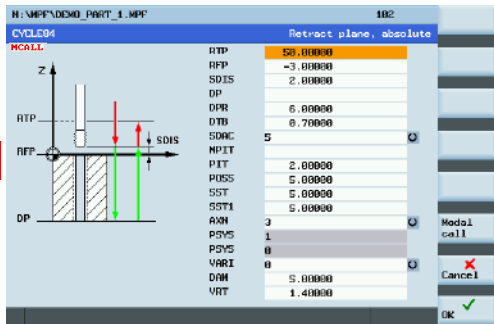 N:\MPF\DEMO_PART_1.MPF 102
CYCLE84 Retract plane, absolute
MCALL
RTP 50.00000
RFP -3.00000
SDIS 2.00000
DP
DPR 6.00000
DTB 0.70000
SDAC 5
MPIT
PIT 2.00000
POSS 5.00000
SST 5.00000
SST1 5.00000
AXN 3
PSYS 1
PSYS 0
VARI 0
DAM 5.00000
VRT 1.40000
Z
RTP
SDIS
RFP
DP
Modal
call
Cancel
OK